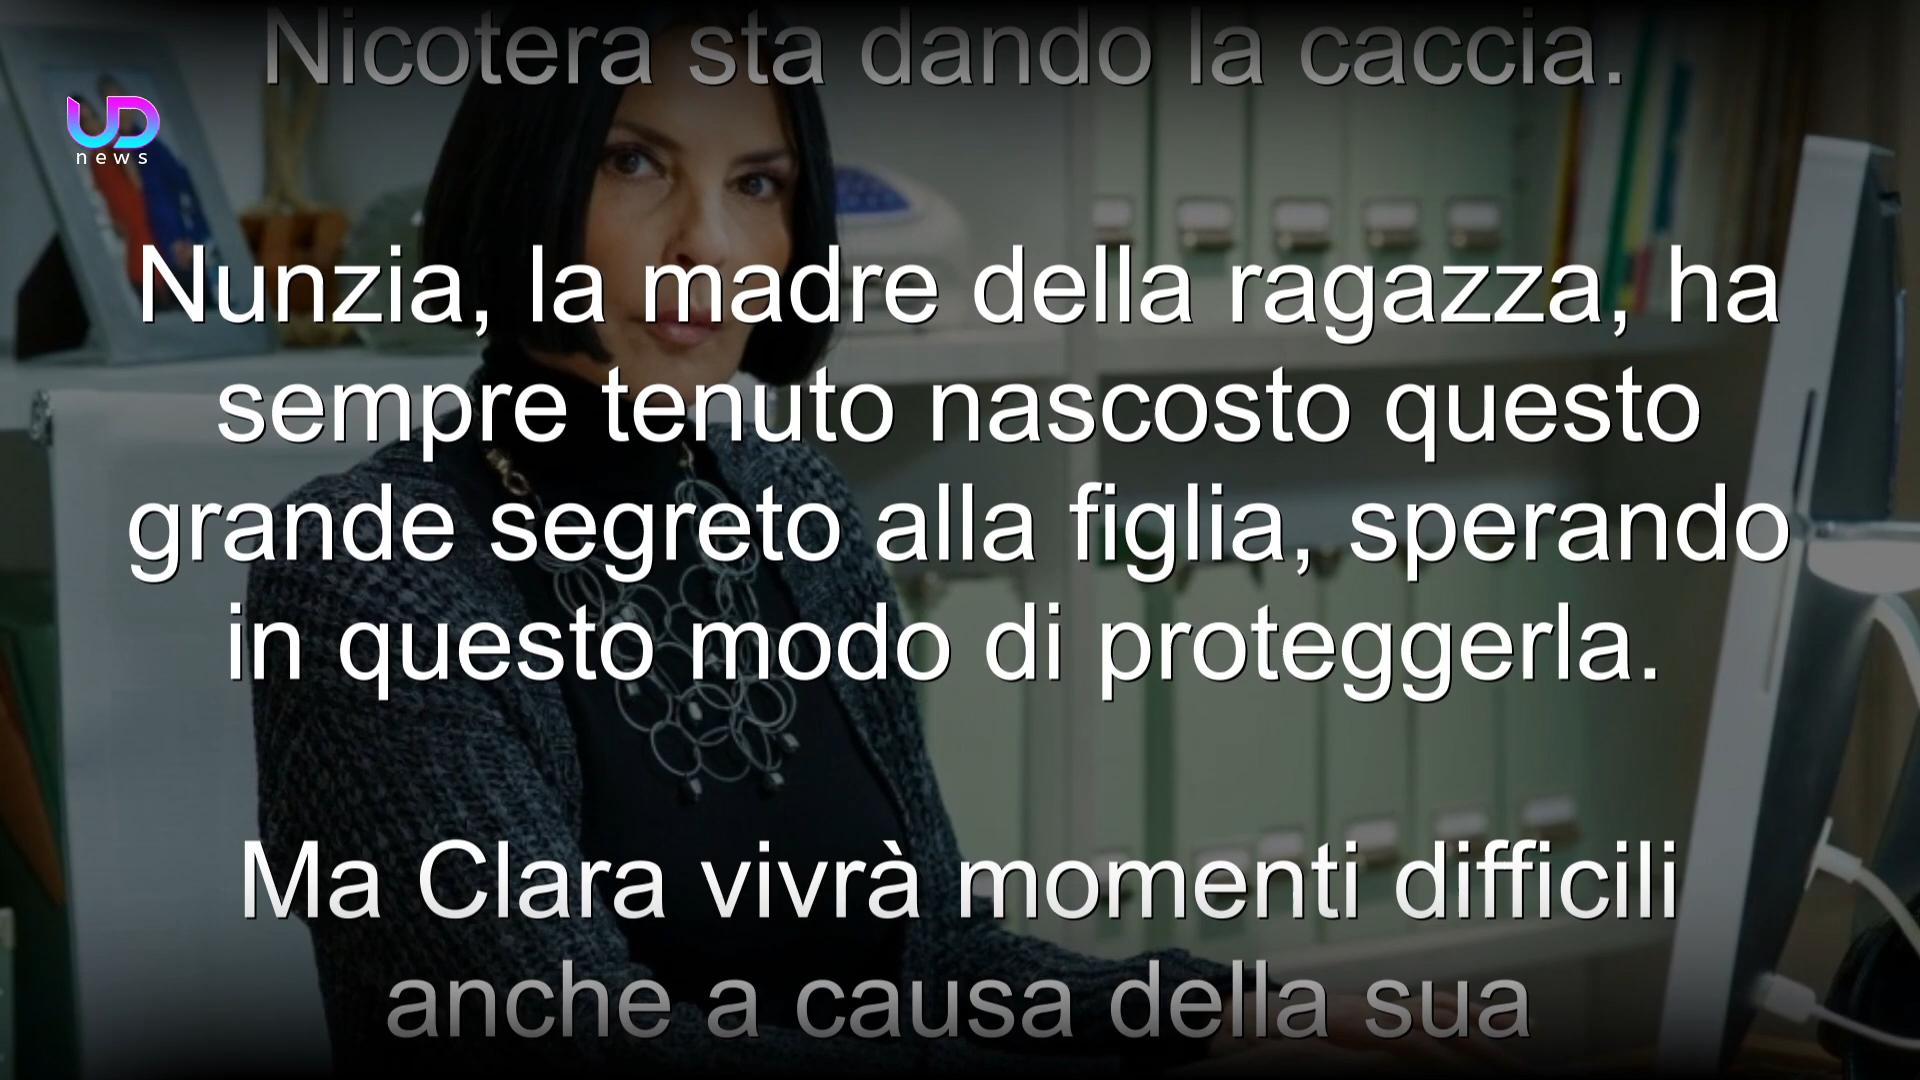 Nicotera sta dando la caccia.
UD
news
Nunzia, la madre della ragazza, ha
sempre tenuto nascosto questo
grande segreto alla figlia, sperando
in questo modo di proteggerla.
Ma Clara vivrà momenti difficili
anche a causa della sua